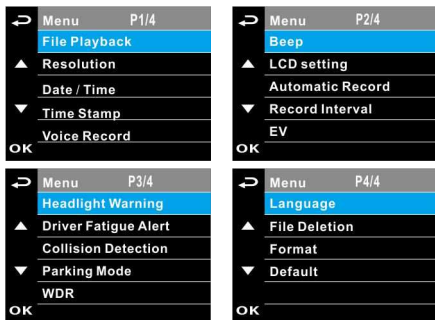 Menu P1/4
File Playback
Resolution
Date / Time
Time Stamp
Voice Record
OK
Menu P2/4
Beep
LCD setting
Automatic Record
Record Interval
EV
OK
Menu P3/4
Headlight Warning
Driver Fatigue Alert
Collision Detection
Parking Mode
WDR
OK
Menu P4/4
Language
File Deletion
Format
Default
OK